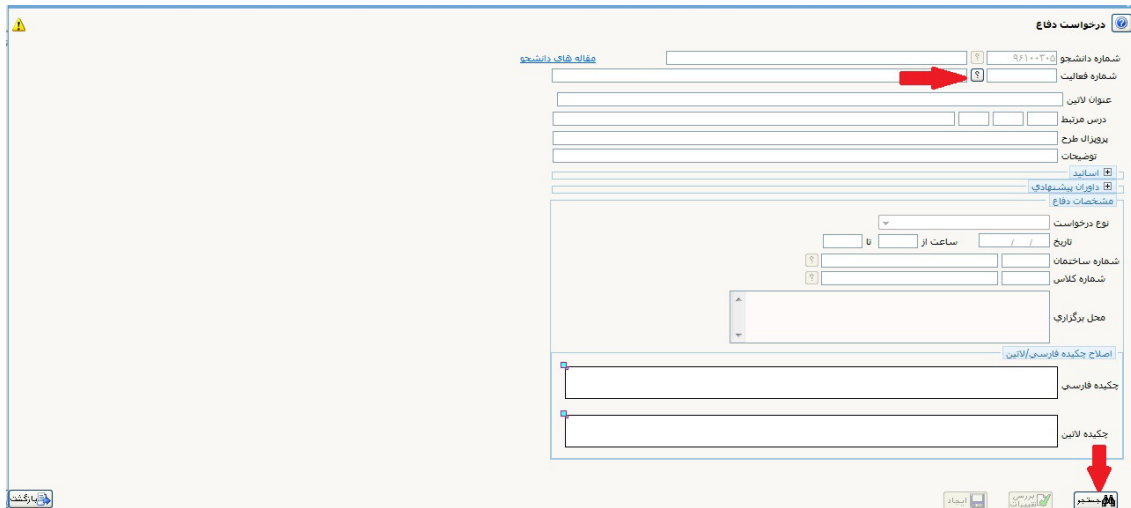 درخواست دفاع
شماره دانشجو ۹۶۱۰۰۳۰۵ ؟ مقاله های دانشجو
شماره فعالیت ؟
عنوان لاتین
درس مرتبط
پروپزال طرح
توضیحات
اساتید
داوران پیشنهادی
مشخصات دفاع
نوع درخواست
تاریخ / / ساعت از تا
شماره ساختمان ؟
شماره کلاس ؟
محل برگزاری
اصلاح چکیده فارسی/لاتین
چکیده فارسی
چکیده لاتین
جستجو بررسی تغییرات ایجاد بازگشت